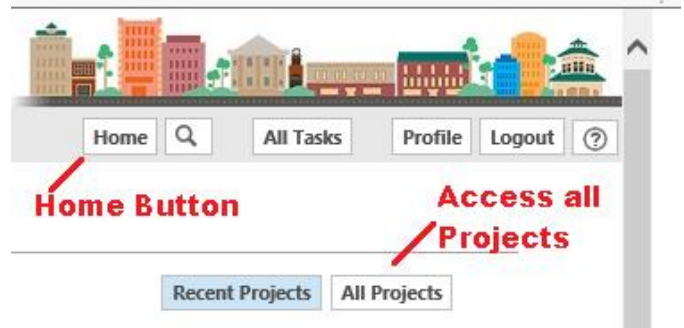 Home All Tasks Profile Logout ?
Home Button
Access all
Projects
Recent Projects All Projects